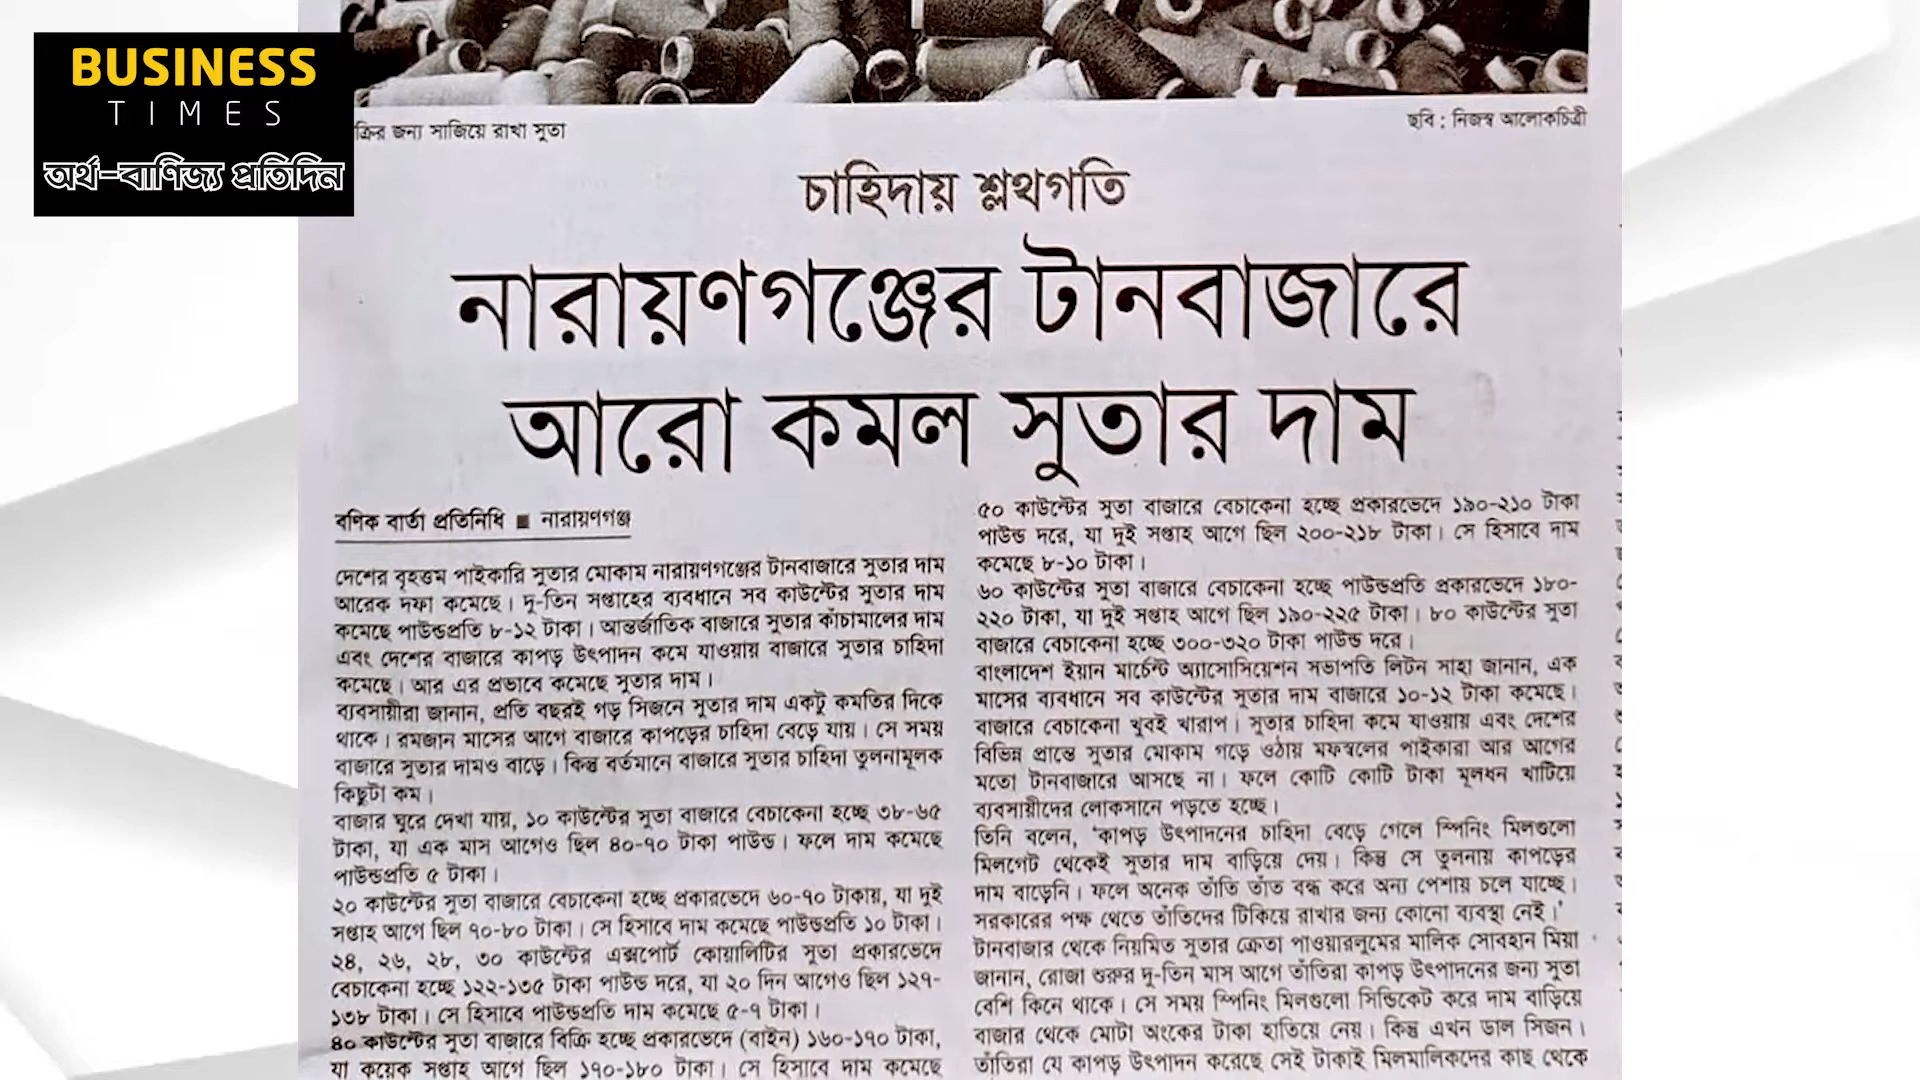 BUSINESS
TIMES
অর্থ-বাণিজ্য প্রতিদিন
ক্রির জন্য সাজিয়ে রাখা সুতা
ছবি : নিজস্ব আলোকচিত্রী
চাহিদায় শ্লথগতি
নারায়ণগঞ্জের টানবাজারে
আরো কমল সুতার দাম
বণিক বার্তা প্রতিনিধি ■ নারায়ণগঞ্জ
দেশের বৃহত্তম পাইকারি সুতার মোকাম নারায়ণগঞ্জের টানবাজারে সুতার দাম
আরেক দফা কমেছে। দু-তিন সপ্তাহের ব্যবধানে সব কাউন্টের সুতার দাম
কমেছে পাউন্ডপ্রতি ৮-১২ টাকা। আন্তর্জাতিক বাজারে সুতার কাঁচামালের দাম
এবং দেশের বাজারে কাপড় উৎপাদন কমে যাওয়ায় বাজারে সুতার চাহিদা
কমেছে। আর এর প্রভাবে কমেছে সুতার দাম।
ব্যবসায়ীরা জানান, প্রতি বছরই গড় সিজনে সুতার দাম একটু কমতির দিকে
থাকে। রমজান মাসের আগে বাজারে কাপড়ের চাহিদা বেড়ে যায়। সে সময়
বাজারে সুতার দামও বাড়ে। কিন্তু বর্তমানে বাজারে সুতার চাহিদা তুলনামূলক
কিছুটা কম।
বাজার ঘুরে দেখা যায়, ১০ কাউন্টের সুতা বাজারে বেচাকেনা হচ্ছে ৩৮-৬৫
টাকা, যা এক মাস আগেও ছিল ৪০-৭০ টাকা পাউন্ড। ফলে দাম কমেছে
পাউন্ডপ্রতি ৫ টাকা।
২০ কাউন্টের সুতা বাজারে বেচাকেনা হচ্ছে প্রকারভেদে ৬০-৭০ টাকায়, যা দুই
সপ্তাহ আগে ছিল ৭০-৮০ টাকা। সে হিসাবে দাম কমেছে পাউন্ডপ্রতি ১০ টাকা।
২৪, ২৬, ২৮, ৩০ কাউন্টের এক্সপোর্ট কোয়ালিটির সুতা প্রকারভেদে
বেচাকেনা হচ্ছে ১২২-১৩৫ টাকা পাউন্ড দরে, যা ২০ দিন আগেও ছিল ১২৭-
১৩৮ টাকা। সে হিসাবে পাউন্ডপ্রতি দাম কমেছে ৫-৭ টাকা।
৪০ কাউন্টের সুতা বাজারে বিক্রি হচ্ছে প্রকারভেদে (বাইন) ১৬০-১৭০ টাকা,
যা কয়েক সপ্তাহ আগে ছিল ১৭০-১৮০ টাকা। সে হিসাবে দাম কমেছে
৫০ কাউন্টের সুতা বাজারে বেচাকেনা হচ্ছে প্রকারভেদে ১৯০-২১০ টাকা
পাউন্ড দরে, যা দুই সপ্তাহ আগে ছিল ২০০-২১৮ টাকা। সে হিসাবে দাম
কমেছে ৮-১০ টাকা।
৬০ কাউন্টের সুতা বাজারে বেচাকেনা হচ্ছে পাউন্ডপ্রতি প্রকারভেদে ১৮০-
২২০ টাকা, যা দুই সপ্তাহ আগে ছিল ১৯০-২২৫ টাকা। ৮০ কাউন্টের সুতা
বাজারে বেচাকেনা হচ্ছে ৩০০-৩২০ টাকা পাউন্ড দরে।
বাংলাদেশ ইয়ান মার্চেন্ট অ্যাসোসিয়েশন সভাপতি লিটন সাহা জানান, এক
মাসের ব্যবধানে সব কাউন্টের সুতার দাম বাজারে ১০-১২ টাকা কমেছে।
বাজারে বেচাকেনা খুবই খারাপ। সুতার চাহিদা কমে যাওয়ায় এবং দেশের
বিভিন্ন প্রান্তে সুতার মোকাম গড়ে ওঠায় মফস্বলের পাইকারা আর আগের
মতো টানবাজারে আসছে না। ফলে কোটি কোটি টাকা মূলধন খাটিয়ে
ব্যবসায়ীদের লোকসানে পড়তে হচ্ছে।
তিনি বলেন, ‘কাপড় উৎপাদনের চাহিদা বেড়ে গেলে স্পিনিং মিলগুলো
মিলগেট থেকেই সুতার দাম বাড়িয়ে দেয়। কিন্তু সে তুলনায় কাপড়ের
দাম বাড়েনি। ফলে অনেক তাঁতি তাঁত বন্ধ করে অন্য পেশায় চলে যাচ্ছে।
সরকারের পক্ষ থেতে তাঁতিদের টিকিয়ে রাখার জন্য কোনো ব্যবস্থা নেই।’
টানবাজার থেকে নিয়মিত সুতার ক্রেতা পাওয়ারলুমের মালিক সোবহান মিয়া
জানান, রোজা শুরুর দু-তিন মাস আগে তাঁতিরা কাপড় উৎপাদনের জন্য সুতা
বেশি কিনে থাকে। সে সময় স্পিনিং মিলগুলো সিন্ডিকেট করে দাম বাড়িয়ে
বাজার থেকে মোটা অংকের টাকা হাতিয়ে নেয়। কিন্তু এখন ডাল সিজন।
তাঁতিরা যে কাপড় উৎপাদন করেছে সেই টাকাই মিলমালিকদের কাছ থেকে